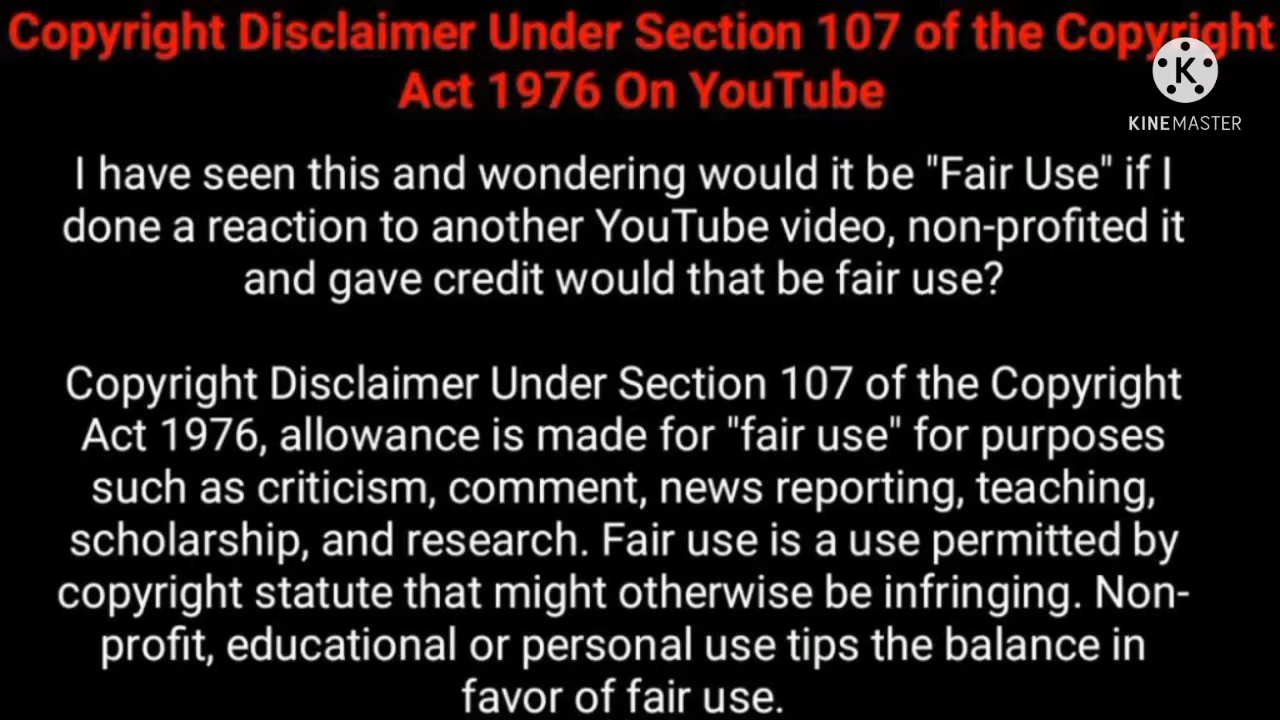 Copyright Disclaimer Under Section 107 of the Copyright
Act 1976 On YouTube
K
KINEMASTER
I have seen this and wondering would it be "Fair Use" if I
done a reaction to another YouTube video, non-profited it
and gave credit would that be fair use?
Copyright Disclaimer Under Section 107 of the Copyright
Act 1976, allowance is made for "fair use" for purposes
such as criticism, comment, news reporting, teaching,
scholarship, and research. Fair use is a use permitted by
copyright statute that might otherwise be infringing. Non-
profit, educational or personal use tips the balance in
favor of fair use.